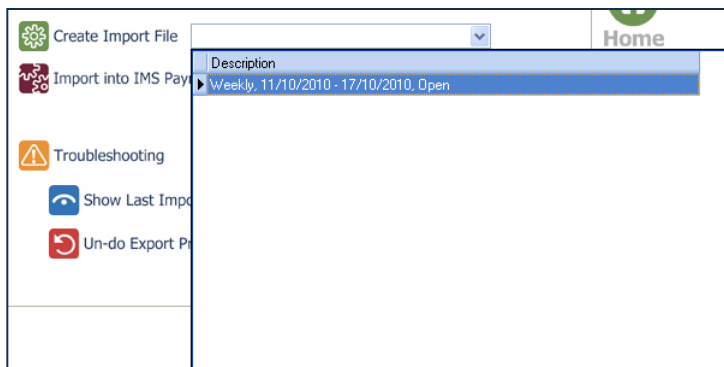 Create Import File
Home
Description
Import into IMS Payr
Weekly, 11/10/2010 - 17/10/2010, Open
Troubleshooting
Show Last Impo
Un-do Export Pr